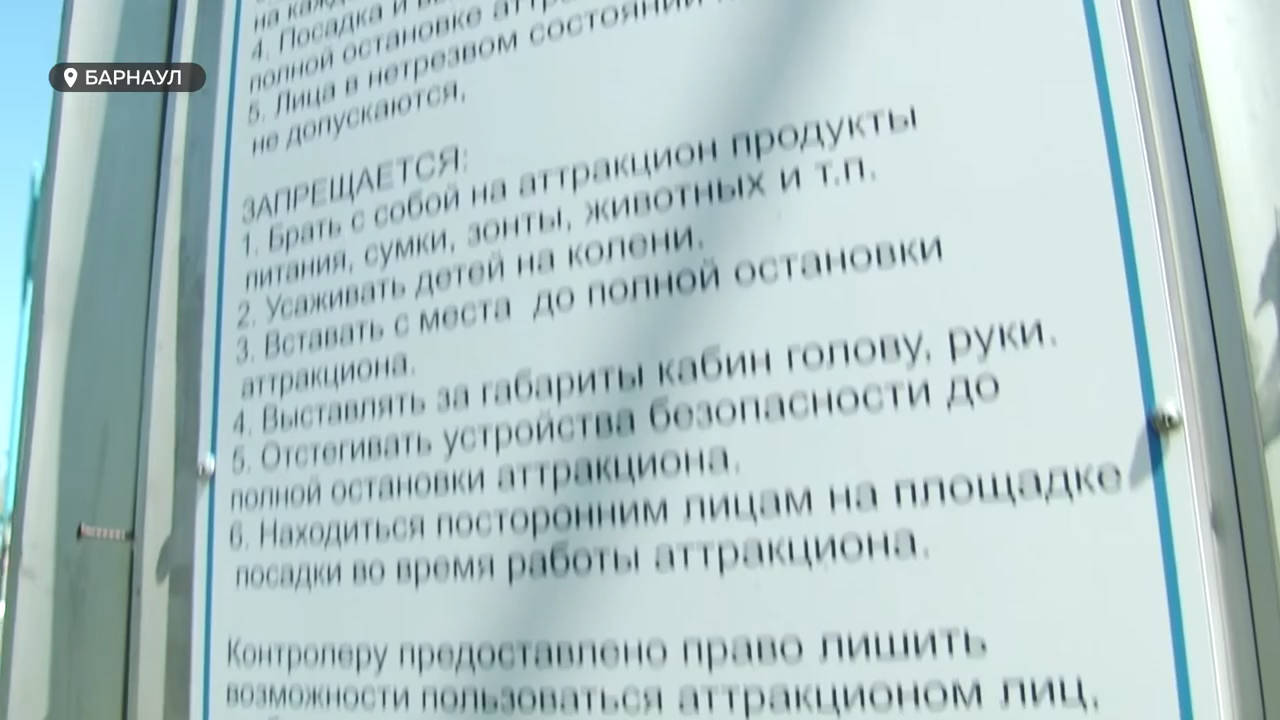 БАРНАУЛ
на
4. Посадка и
полной остановке
5. Лица в нетрезвом состоянии
не допускаются,
ЗАПРЕЩАЕТСЯ:
1. Брать с собой на аттракцион продукты
питания, сумки, зонты, животных и т.п.
2. Усаживать детей на колени.
3. Вставать с места до полной остановки
аттракциона.
4. Выставлять за габариты кабин голову, руки.
5. Отстегивать устройства безопасности до
полной остановки аттракциона.
6. Находиться посторонним лицам на площадке
посадки во время работы аттракциона.
Контролеру предоставлено право лишить
возможности пользоваться аттракционом лиц,